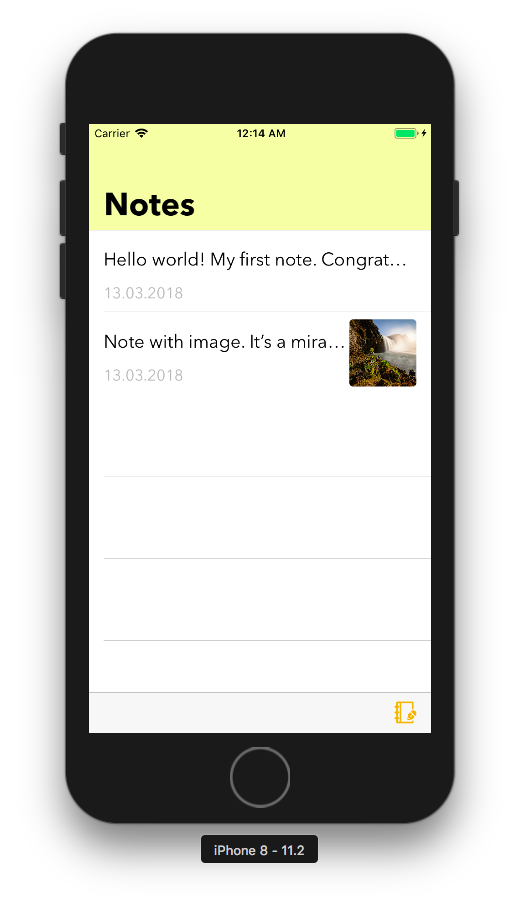 Carrier 12:14 AM
Notes
Hello world! My first note. Congrat…
13.03.2018
Note with image. It’s a mira…
13.03.2018
iPhone 8 - 11.2